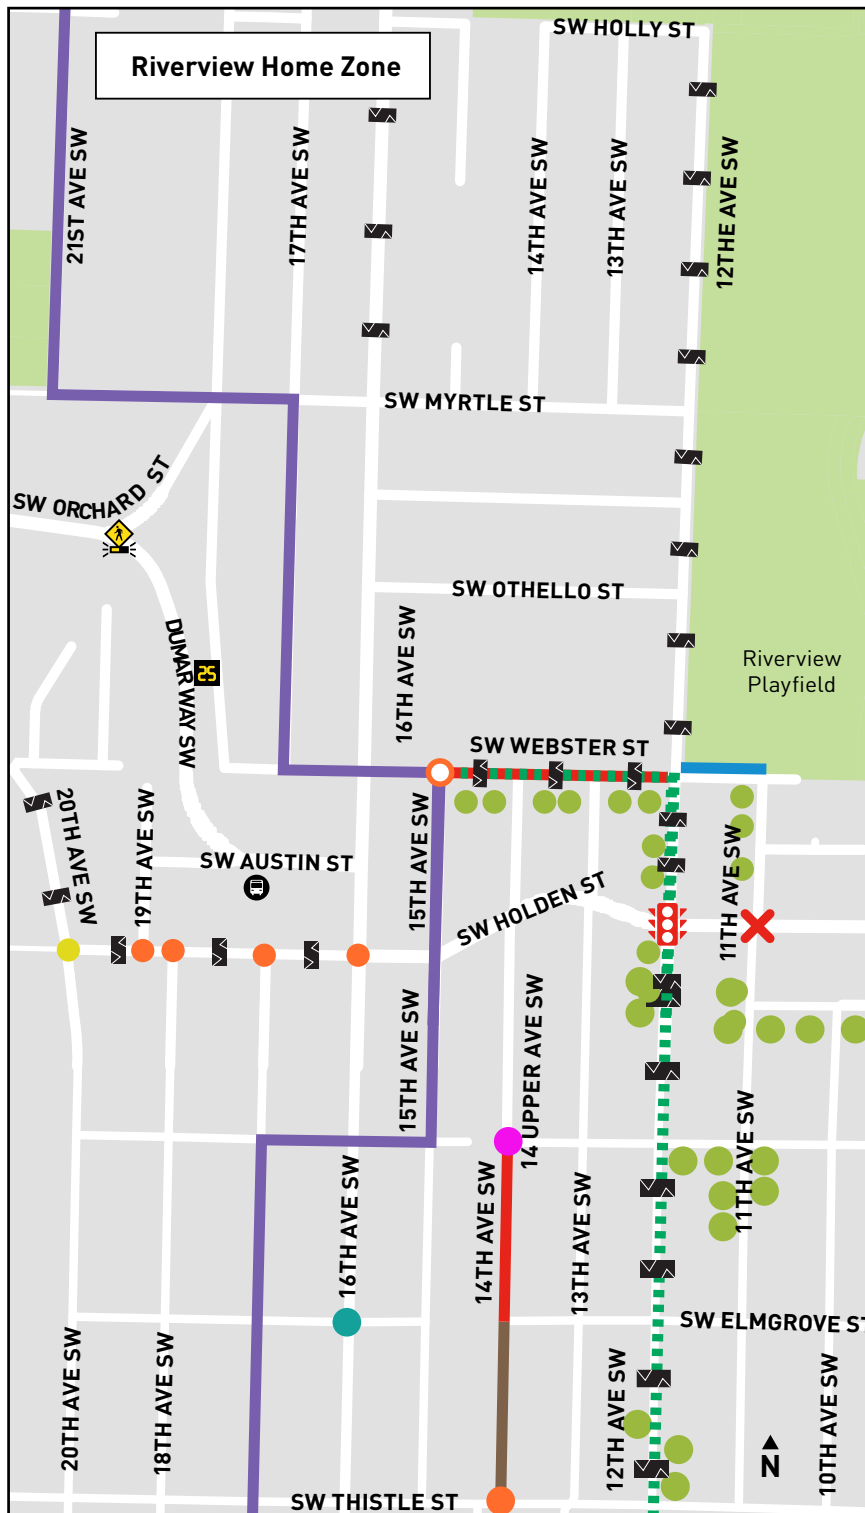 SW HOLLY ST
Riverview Home Zone
21ST AVE SW
17TH AVE SW
14TH AVE SW
13TH AVE SW
12THE AVE SW
SW MYRTLE ST
SW ORCHARD ST
SW OTHELLO ST
DUMAR WAY SW
25
16TH AVE SW
Riverview
Playfield
SW WEBSTER ST
20TH AVE SW
19TH AVE SW
15TH AVE SW
SW AUSTIN ST
SW HOLDEN ST
11TH AVE SW
15TH AVE SW
14 UPPER AVE SW
16TH AVE SW
14TH AVE SW
13TH AVE SW
11TH AVE SW
SW ELMGROVE ST
20TH AVE SW
18TH AVE SW
12TH AVE SW
10TH AVE SW
N
SW THISTLE ST